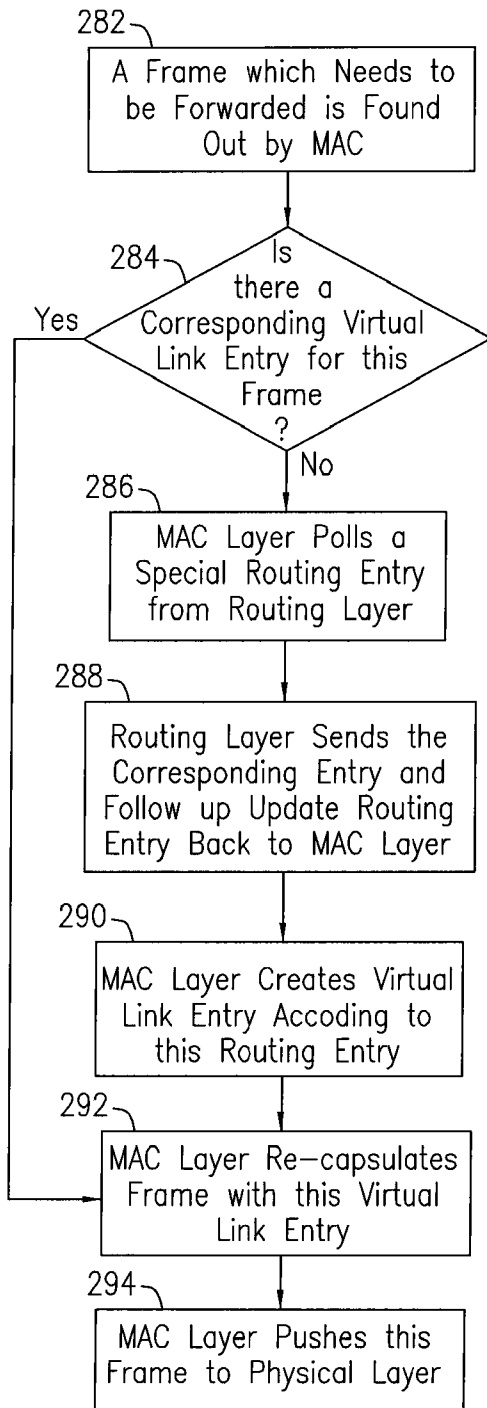 282
A Frame which Needs to
be Forwarded is Found
Out by MAC
284
Is
there a
Corresponding Virtual
Link Entry for this
Frame
?
Yes
No
286
MAC Layer Polls a
Special Routing Entry
from Routing Layer
288
Routing Layer Sends the
Corresponding Entry and
Follow up Update Routing
Entry Back to MAC Layer
290
MAC Layer Creates Virtual
Link Entry Accoding to
this Routing Entry
292
MAC Layer Re-capsulates
Frame with this Virtual
Link Entry
294
MAC Layer Pushes this
Frame to Physical Layer